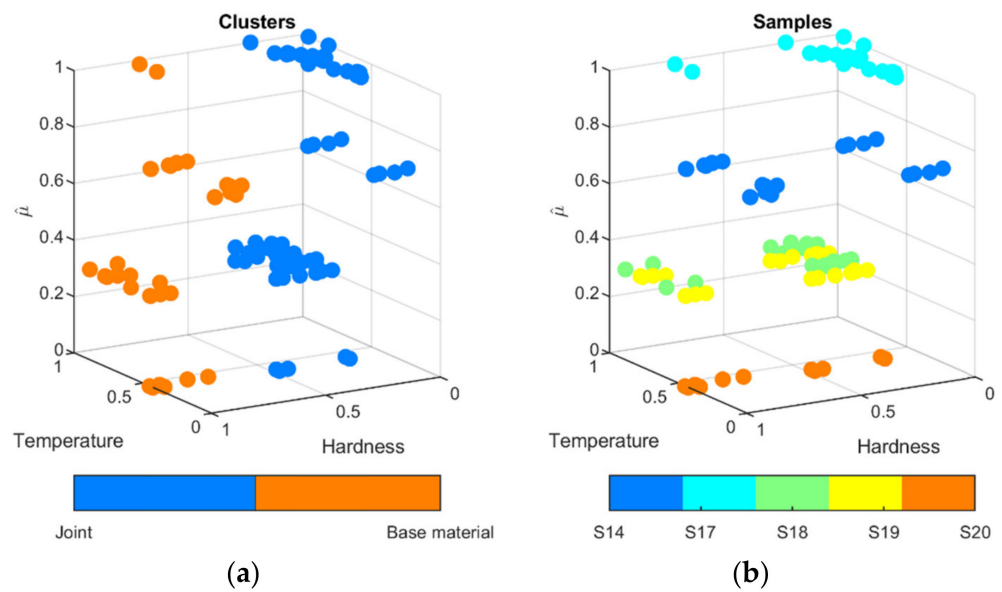 Clusters
1
0.8
0.6
0.4
0.2
0
μ̂
1
0.5
0
Temperature
1
0.5
0
Hardness
Joint
Base material
(a)
Samples
1
0.8
0.6
0.4
0.2
0
μ̂
1
0.5
0
Temperature
1
0.5
0
Hardness
S14
S17
S18
S19
S20
(b)